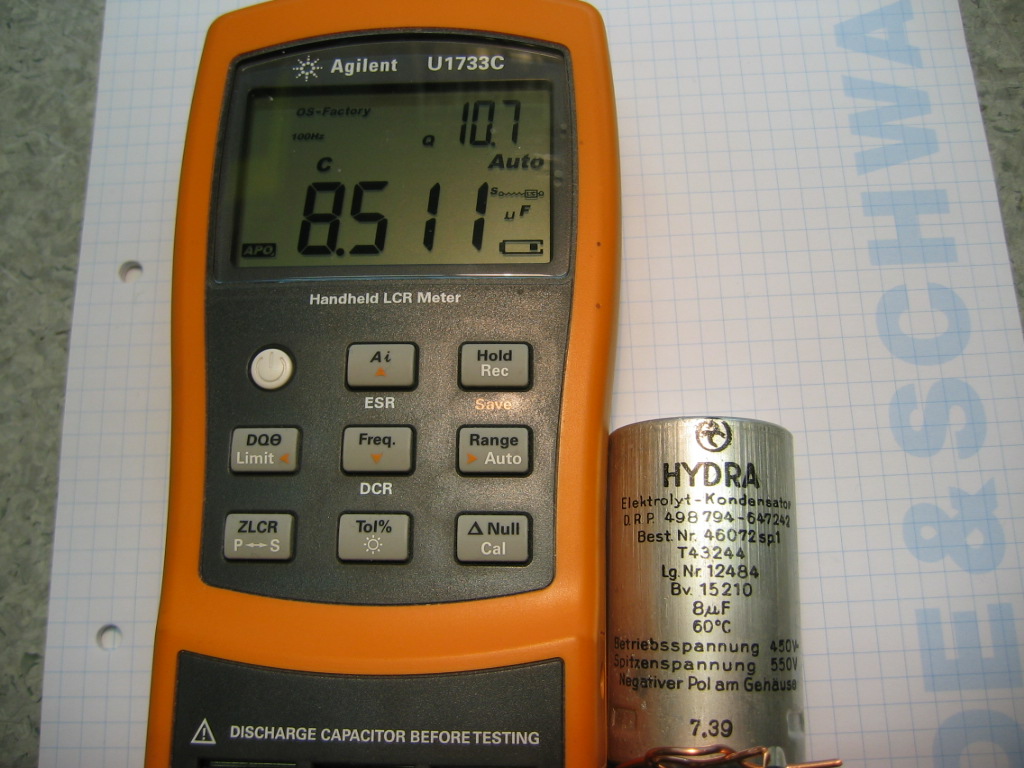 Agilent U1733C
OS-Factory
100Hz
Q 10.7
C
Auto
8.511 µF
APO
Handheld LCR Meter
Ai
Hold
Rec
ESR
Save
DQΘ
Limit
Freq.
Range
Auto
DCR
ZLCR
P↔S
Tol%
Δ Null
Cal
DISCHARGE CAPACITOR BEFORE TESTING
HYDRA
Elektrolyt-Kondensator
D.R.P. 498794-647242
Best. Nr. 46072sp1
T43244
Lg. Nr. 12484
Bv. 15210
8µF
60°C
Betriebsspannung 450V-
Spitzenspannung 550V
Negativer Pol am Gehäuse
7.39
DE & SCHWA